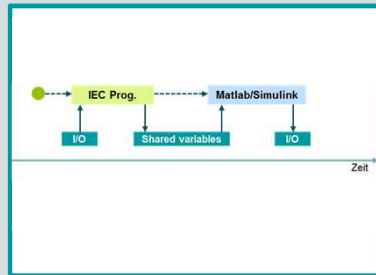 IEC Prog.
Matlab/Simulink
I/O
Shared variables
I/O
Zeit